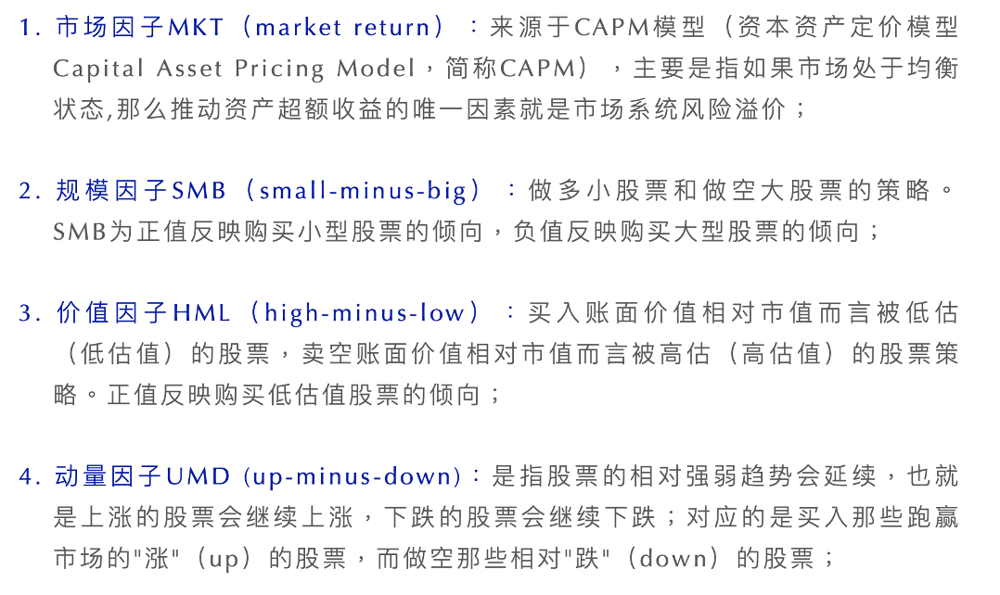 1. 市场因子MKT（market return）：来源于CAPM模型（资本资产定价模型
Capital Asset Pricing Model，简称CAPM），主要是指如果市场处于均衡
状态,那么推动资产超额收益的唯一因素就是市场系统风险溢价；
2. 规模因子SMB（small-minus-big）：做多小股票和做空大股票的策略。
SMB为正值反映购买小型股票的倾向，负值反映购买大型股票的倾向；
3. 价值因子HML（high-minus-low）：买入账面价值相对市值而言被低估
（低估值）的股票，卖空账面价值相对市值而言被高估（高估值）的股票策
略。正值反映购买低估值股票的倾向；
4. 动量因子UMD (up-minus-down)：是指股票的相对强弱趋势会延续，也就
是上涨的股票会继续上涨，下跌的股票会继续下跌；对应的是买入那些跑赢
市场的"涨"（up）的股票，而做空那些相对"跌"（down）的股票；